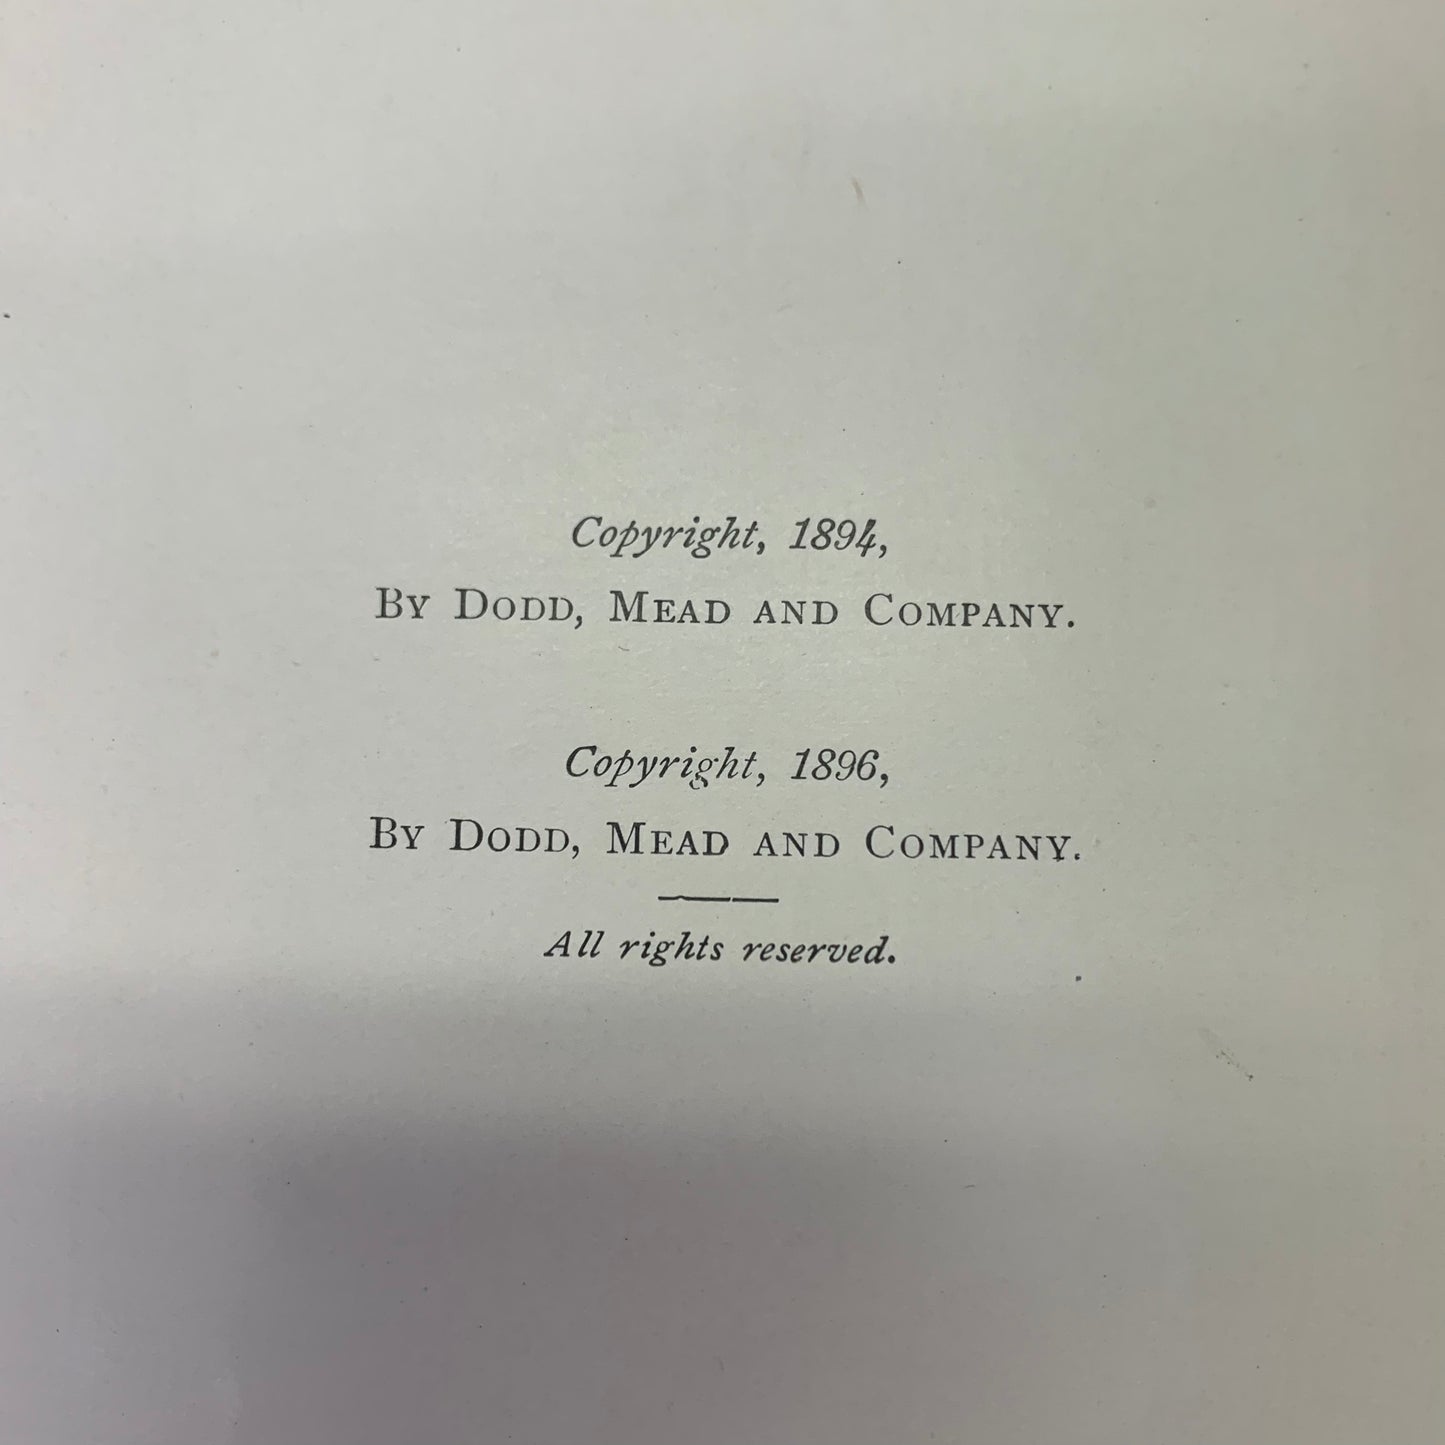 Copyright, 1894,
By Dodd, Mead and Company.
Copyright, 1896,
By Dodd, Mead and Company.
All rights reserved.